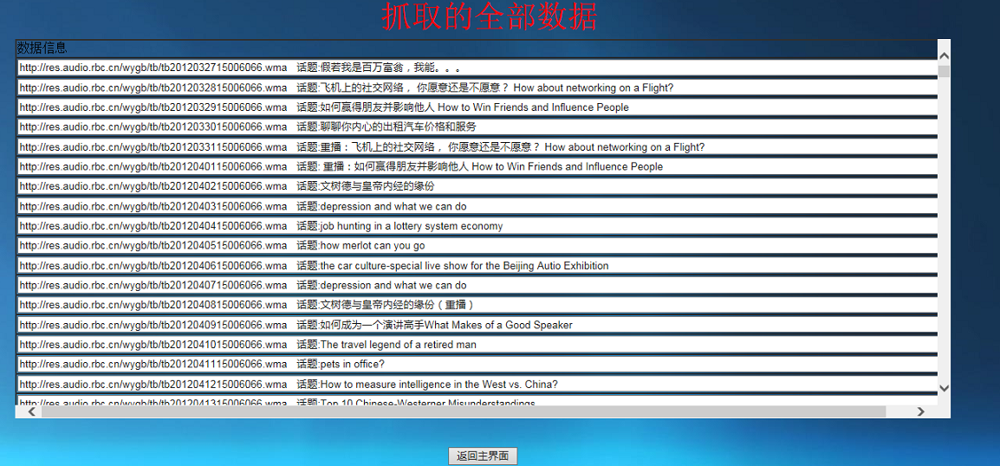 抓取的全部数据
数据信息
http://res.audio.rbc.cn/wygb/tb/tb2012032715006066.wma 话题:假若我是百万富翁，我能。。。
http://res.audio.rbc.cn/wygb/tb/tb2012032815006066.wma 话题:飞机上的社交网络， 你愿意还是不愿意？ How about networking on a Flight?
http://res.audio.rbc.cn/wygb/tb/tb2012032915006066.wma 话题:如何赢得朋友并影响他人 How to Win Friends and Influence People
http://res.audio.rbc.cn/wygb/tb/tb2012033015006066.wma 话题:聊聊你内心的出租汽车价格和服务
http://res.audio.rbc.cn/wygb/tb/tb2012033115006066.wma 话题:重播：飞机上的社交网络， 你愿意还是不愿意？ How about networking on a Flight?
http://res.audio.rbc.cn/wygb/tb/tb2012040115006066.wma 话题: 重播：如何赢得朋友并影响他人 How to Win Friends and Influence People
http://res.audio.rbc.cn/wygb/tb/tb2012040215006066.wma 话题:文树德与皇帝内经的缘份
http://res.audio.rbc.cn/wygb/tb/tb2012040315006066.wma 话题:depression and what we can do
http://res.audio.rbc.cn/wygb/tb/tb2012040415006066.wma 话题:job hunting in a lottery system economy
http://res.audio.rbc.cn/wygb/tb/tb2012040515006066.wma 话题:how merlot can you go
http://res.audio.rbc.cn/wygb/tb/tb2012040615006066.wma 话题:the car culture-special live show for the Beijing Autio Exhibition
http://res.audio.rbc.cn/wygb/tb/tb2012040715006066.wma 话题:depression and what we can do
http://res.audio.rbc.cn/wygb/tb/tb2012040815006066.wma 话题:文树德与皇帝内经的缘份（重播）
http://res.audio.rbc.cn/wygb/tb/tb2012040915006066.wma 话题:如何成为一个演讲高手What Makes of a Good Speaker
http://res.audio.rbc.cn/wygb/tb/tb2012041015006066.wma 话题:The travel legend of a retired man
http://res.audio.rbc.cn/wygb/tb/tb2012041115006066.wma 话题:pets in office?
http://res.audio.rbc.cn/wygb/tb/tb2012041215006066.wma 话题:How to measure intelligence in the West vs. China?
http://res.audio.rbc.cn/wygb/tb/tb2012041315006066.wma 话题:Top 10 Chinese-Westerner Misunderstandings
返回主界面